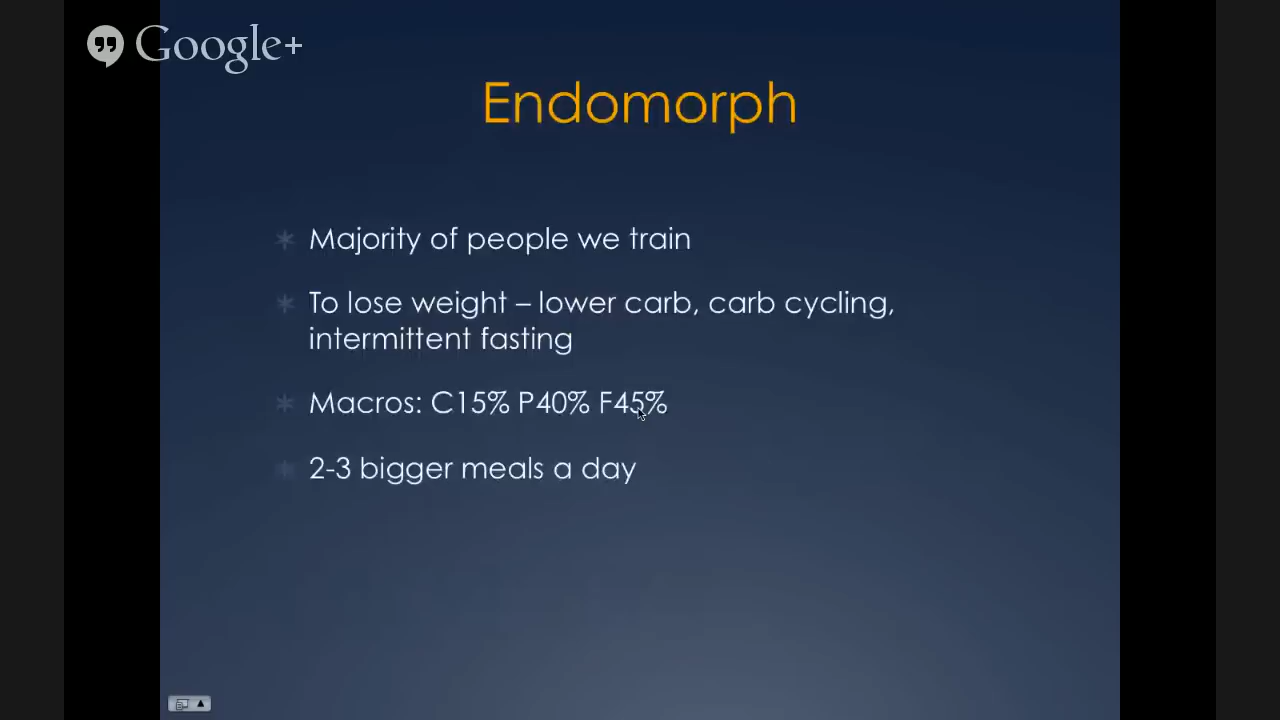 Google+
Endomorph
Majority of people we train
To lose weight – lower carb, carb cycling,
intermittent fasting
Macros: C15% P40% F45%
2-3 bigger meals a day